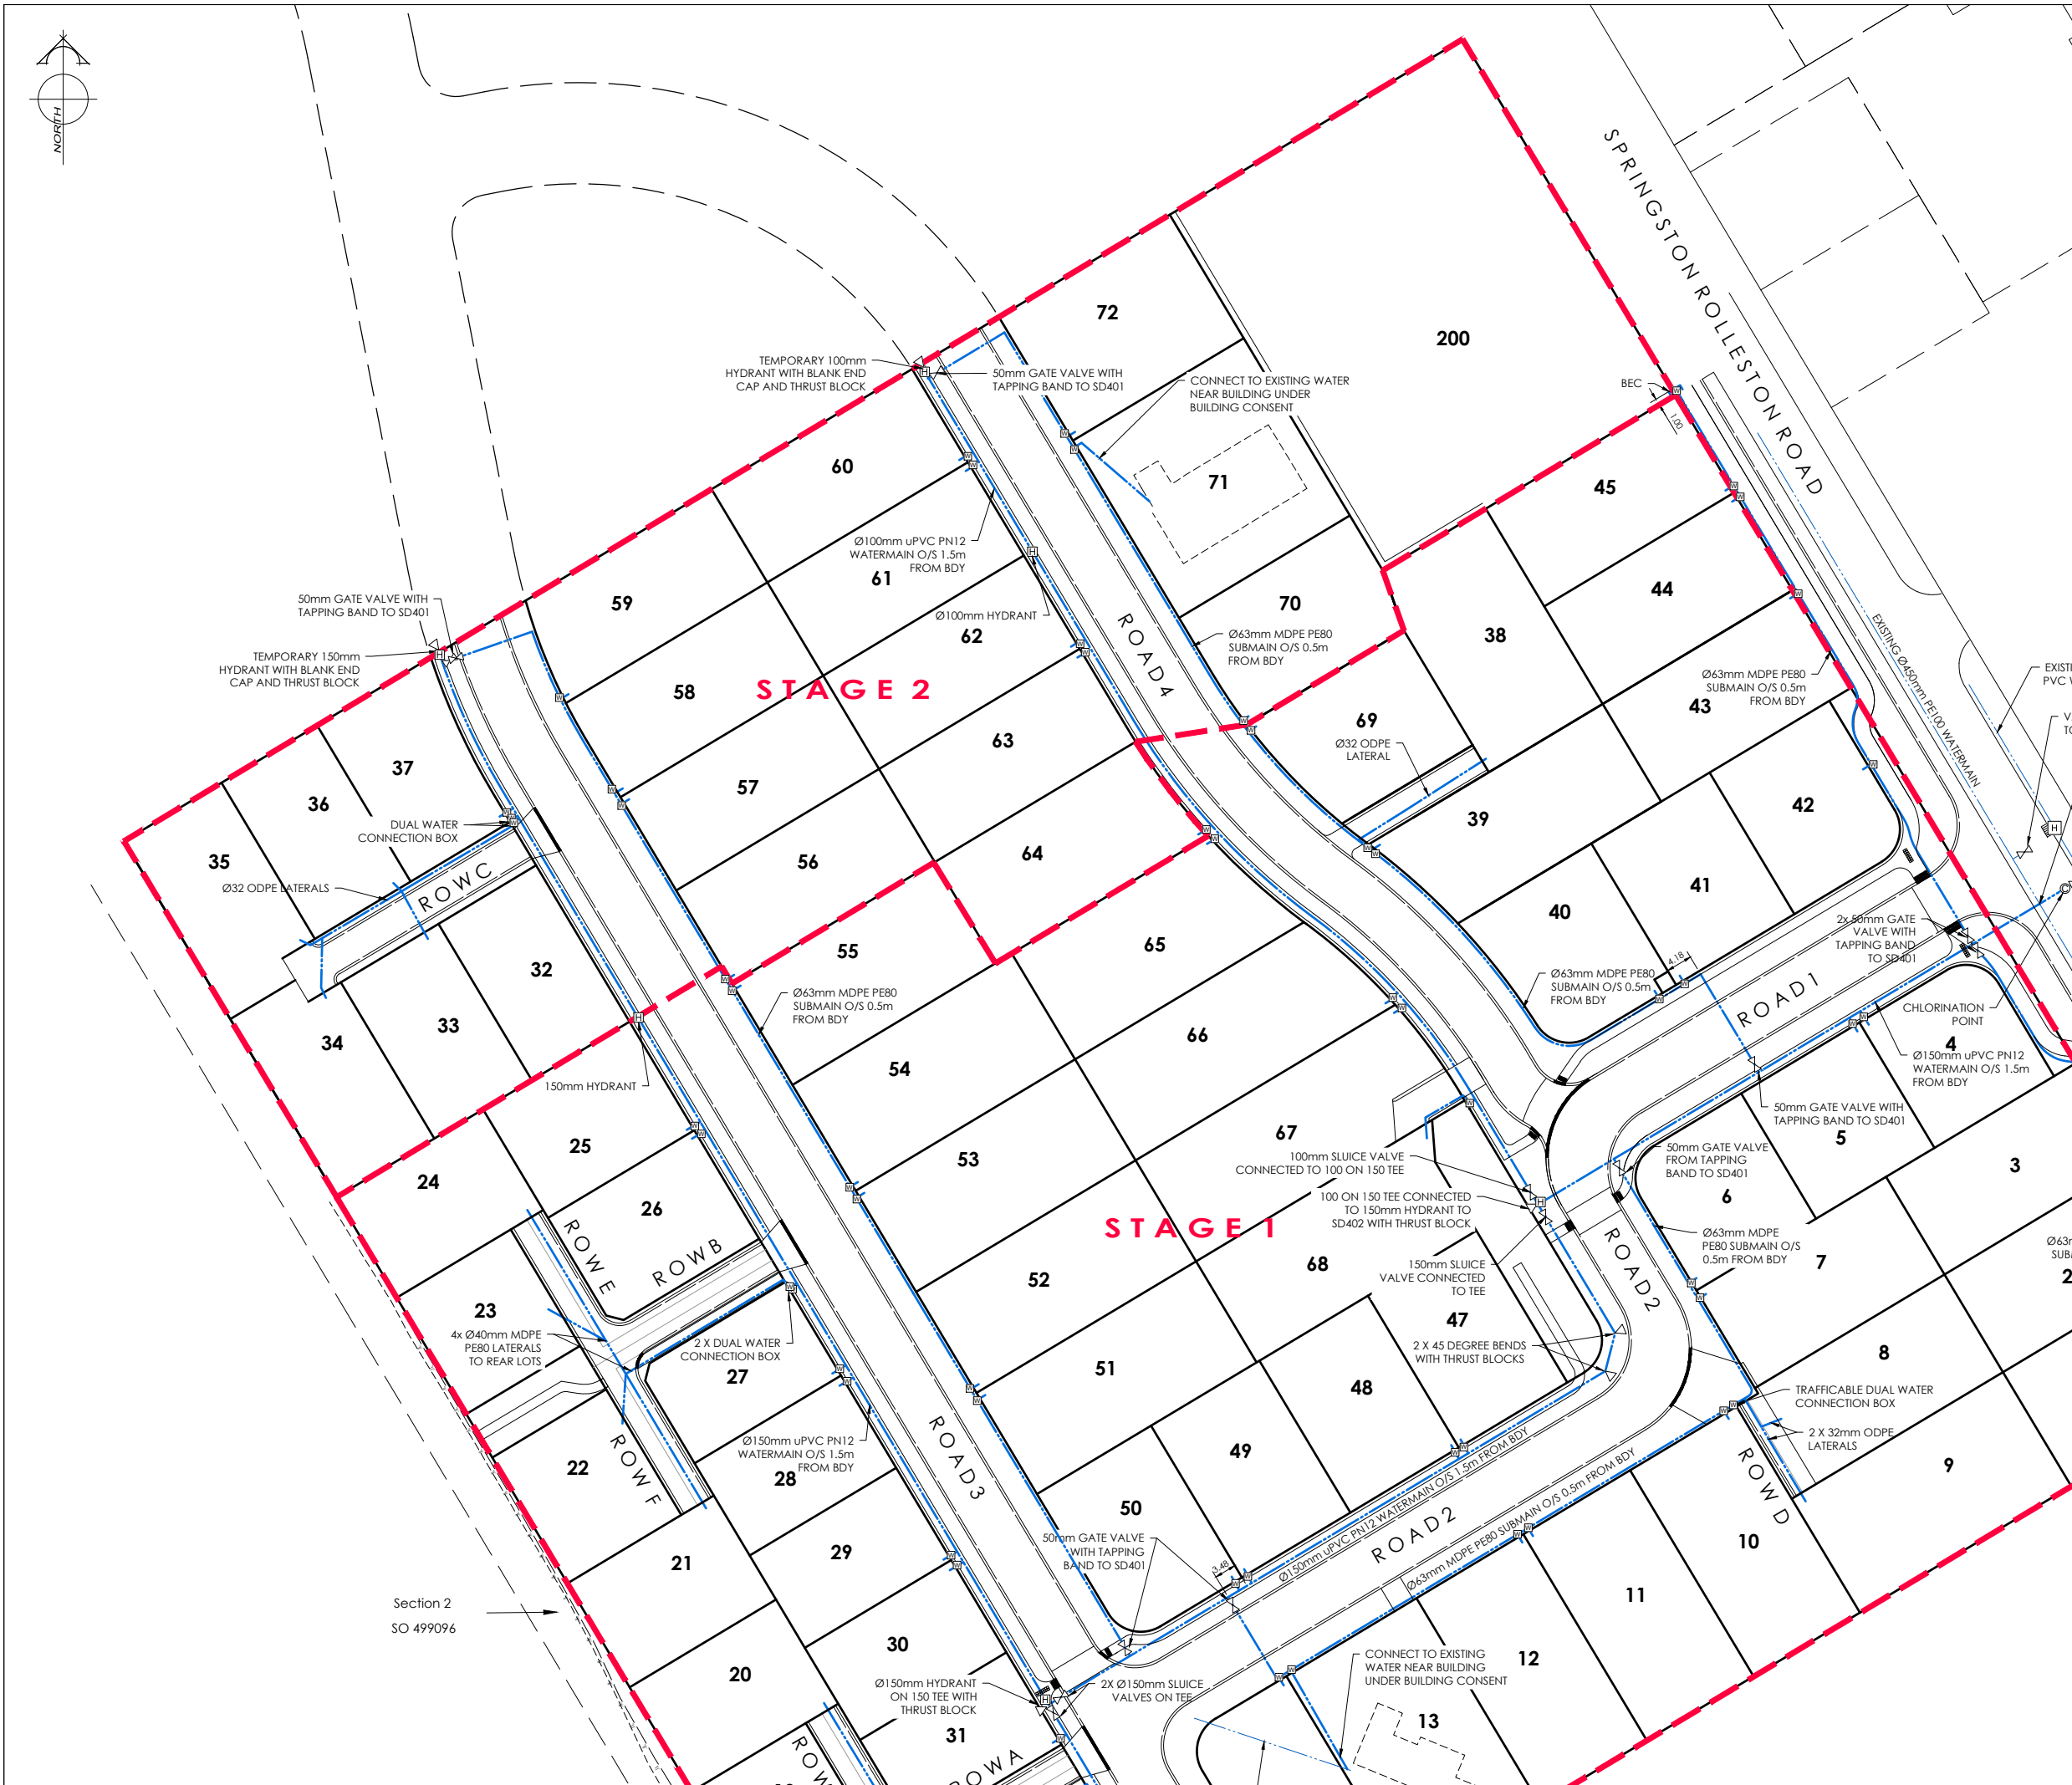 NORTH
SPRINGSTON ROLLESTON ROAD
72
200
TEMPORARY 100mm
HYDRANT WITH BLANK END
CAP AND THRUST BLOCK
50mm GATE VALVE WITH
TAPPING BAND TO SD401
CONNECT TO EXISTING WATER
NEAR BUILDING UNDER
BUILDING CONSENT
BEC
1.00
60
71
45
Ø100mm uPVC PN12
WATERMAIN O/S 1.5m
FROM BDY
61
44
50mm GATE VALVE WITH
TAPPING BAND TO SD401
59
Ø100mm HYDRANT
62
70
38
ROAD 4
Ø63mm MDPE PE80
SUBMAIN O/S 0.5m
FROM BDY
EXISTING Ø450mm PE100 WATERMAIN
TEMPORARY 150mm
HYDRANT WITH BLANK END
CAP AND THRUST BLOCK
58
STAGE 2
Ø63mm MDPE PE80
SUBMAIN O/S 0.5m
FROM BDY
43
PVC
69
Ø32 ODPE
LATERAL
63
37
57
36
DUAL WATER
CONNECTION BOX
42
39
35
56
64
Ø32 ODPE LATERALS
ROW C
41
40
2x 50mm GATE
VALVE WITH
TAPPING BAND
TO SD401
55
65
32
4.18
Ø63mm MDPE PE80
SUBMAIN O/S 0.5m
FROM BDY
Ø63mm MDPE PE80
SUBMAIN O/S 0.5m
FROM BDY
ROAD 1
CHLORINATION
POINT
33
34
66
4
54
Ø150mm uPVC PN12
WATERMAIN O/S 1.5m
FROM BDY
150mm HYDRANT
50mm GATE VALVE WITH
TAPPING BAND TO SD401
5
25
67
53
100mm SLUICE VALVE
CONNECTED TO 100 ON 150 TEE
50mm GATE VALVE
FROM TAPPING
BAND TO SD401
3
24
6
26
100 ON 150 TEE CONNECTED
TO 150mm HYDRANT TO
SD402 WITH THRUST BLOCK
STAGE 1
ROW E
ROW B
ROAD 2
Ø63mm MDPE
PE80 SUBMAIN O/S
0.5m FROM BDY
7
68
150mm SLUICE
VALVE CONNECTED
TO TEE
52
2
23
47
4x Ø40mm MDPE
PE80 LATERALS
TO REAR LOTS
2 X DUAL WATER
CONNECTION BOX
2 X 45 DEGREE BENDS
WITH THRUST BLOCKS
8
51
27
48
TRAFFICABLE DUAL WATER
CONNECTION BOX
2 X 32mm ODPE
LATERALS
Ø150mm uPVC PN12
WATERMAIN O/S 1.5m
FROM BDY
49
22
ROW F
28
ROAD 3
9
ROW D
50
Ø150mm uPVC PN12 WATERMAIN O/S 1.5m FROM BDY
Ø63mm MDPE PE80 SUBMAIN O/S 0.5m FROM BDY
ROAD 2
50mm GATE VALVE
WITH TAPPING
BAND TO SD401
3.48
10
29
21
11
Section 2
SO 499096
30
20
12
CONNECT TO EXISTING
WATER NEAR BUILDING
UNDER BUILDING CONSENT
Ø150mm HYDRANT
ON 150 TEE WITH
THRUST BLOCK
2X Ø150mm SLUICE
VALVES ON TEE
31
13
ROW
ROW A